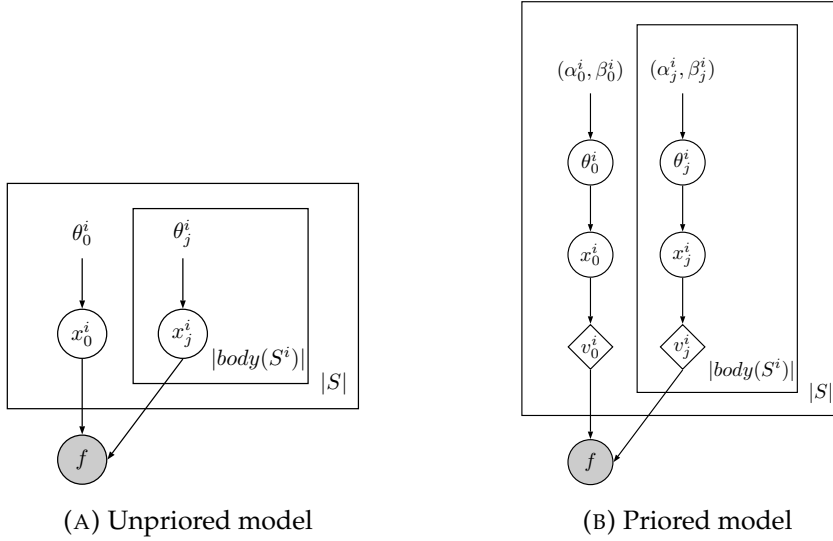 θ_0^i θ_j^i
x_0^i x_j^i
|body(S^i)|
|S|
f
(A) Unpriored model
(α_0^i, β_0^i) (α_j^i, β_j^i)
θ_0^i θ_j^i
x_0^i x_j^i
v_0^i v_j^i
|body(S^i)|
|S|
f
(B) Priored model